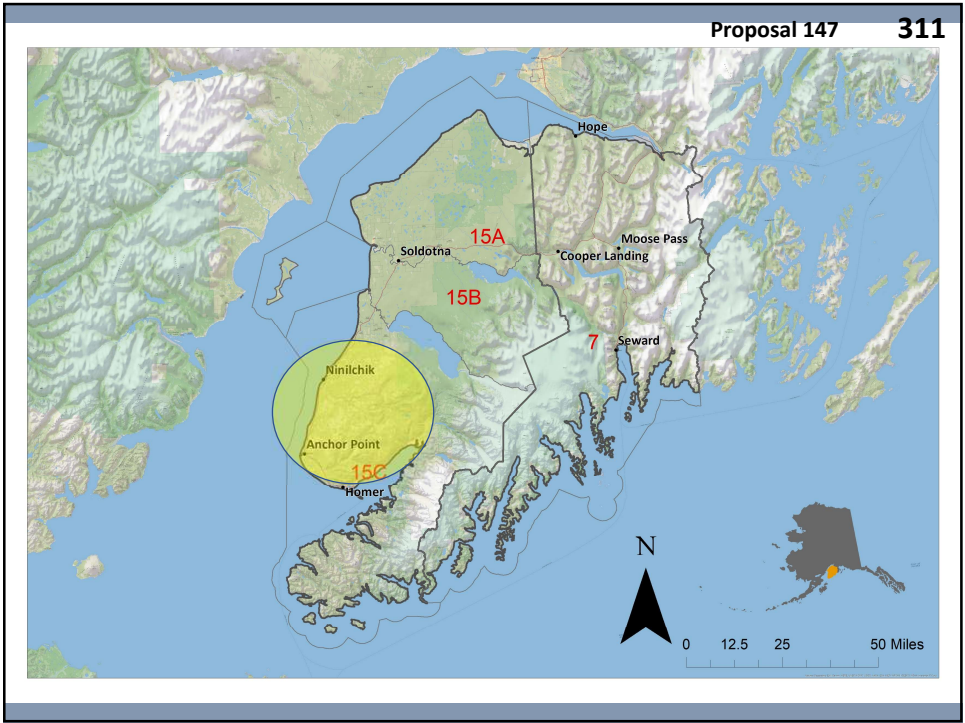 Proposal 147 311
Hope
15A
Moose Pass
Soldotna
Cooper Landing
15B
7
Seward
Ninilchik
Anchor Point
15C
Homer
N
0 12.5 25 50 Miles